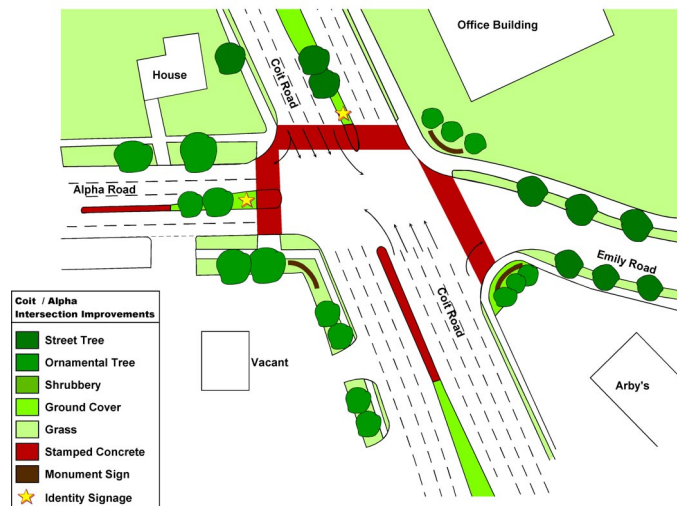 Office Building
House
Coit Road
Alpha Road
Emily Road
Coit Road
Vacant
Arby's
Coit / Alpha
Intersection Improvements
Street Tree
Ornamental Tree
Shrubbery
Ground Cover
Grass
Stamped Concrete
Monument Sign
Identity Signage